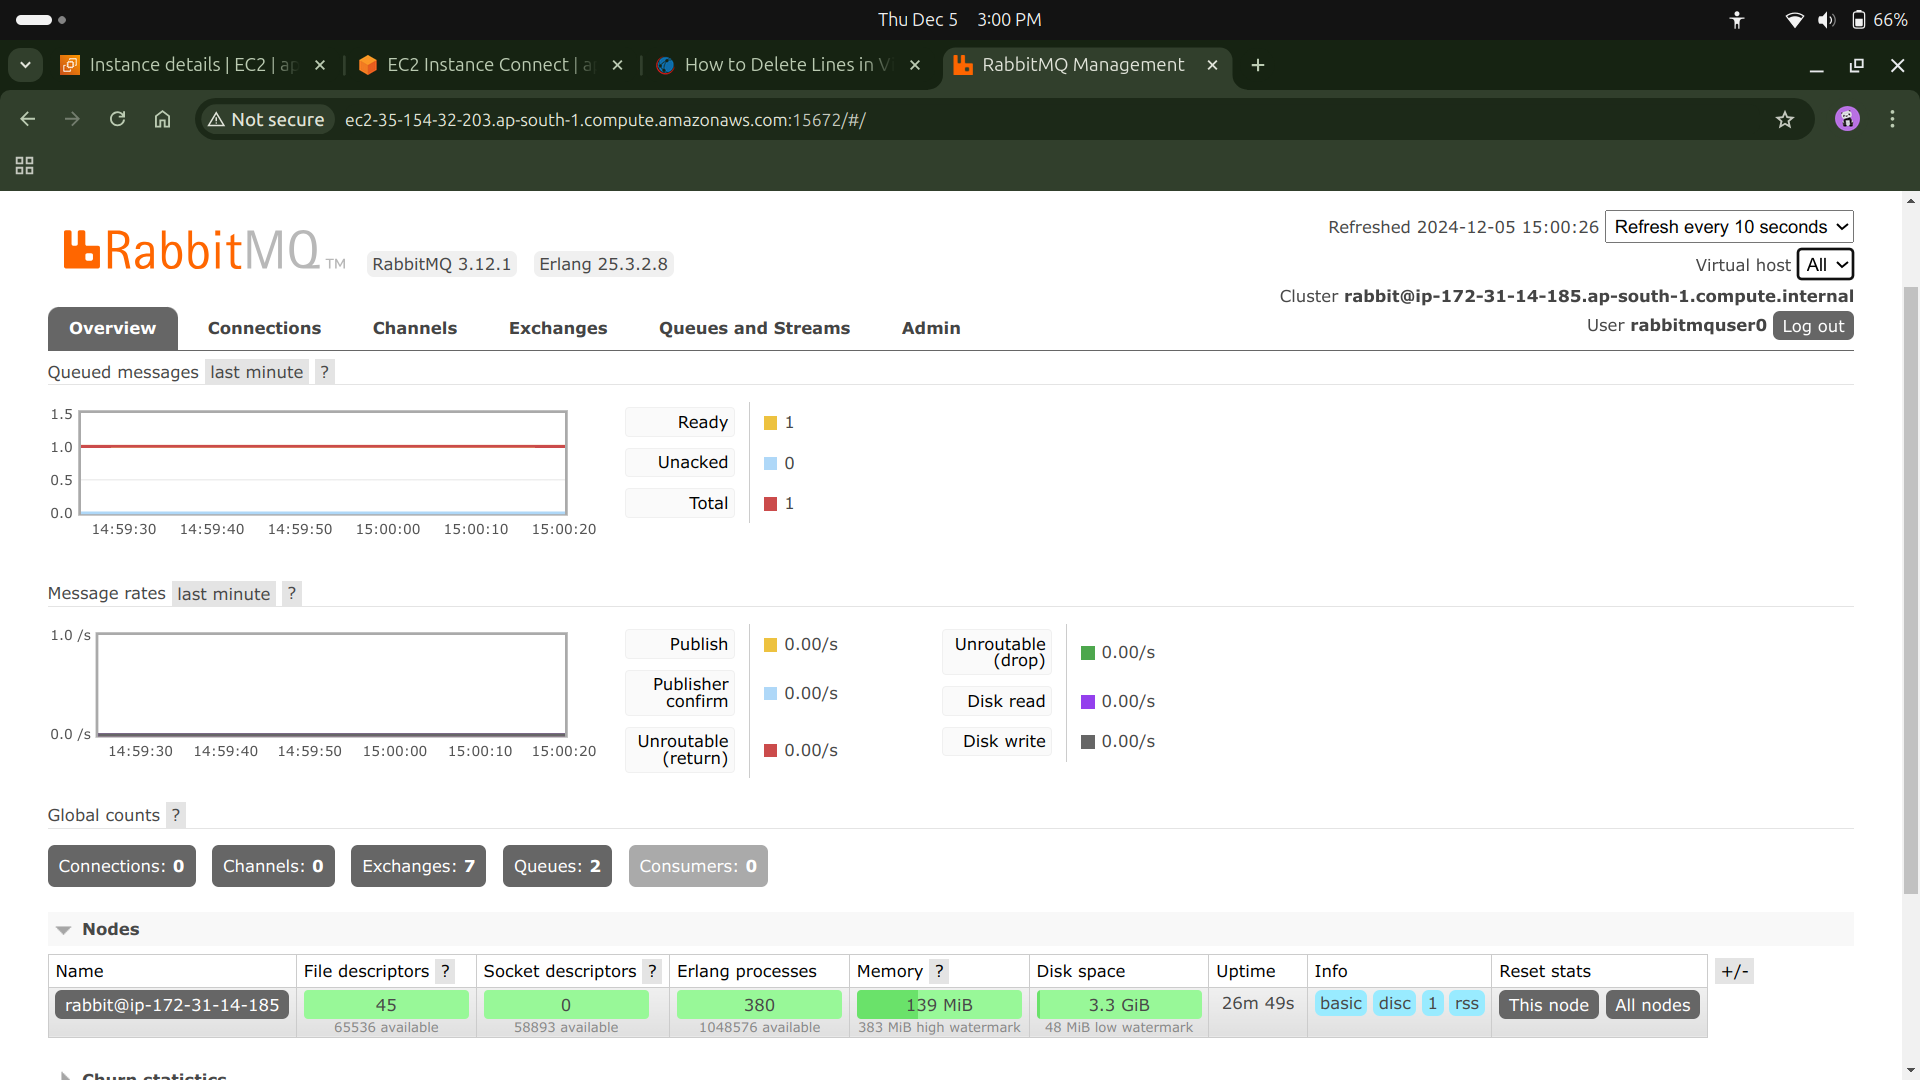 Thu Dec 5 3:00 PM
66%
Instance details | EC2 | ap
EC2 Instance Connect | a
How to Delete Lines in Vi
RabbitMQ Management
Not secure
ec2-35-154-32-203.ap-south-1.compute.amazonaws.com:15672/#/
RabbitMQ TM
RabbitMQ 3.12.1
Erlang 25.3.2.8
Refreshed 2024-12-05 15:00:26
Refresh every 10 seconds
Virtual host All
Cluster rabbit@ip-172-31-14-185.ap-south-1.compute.internal
User rabbitmquser0 Log out
Overview Connections Channels Exchanges Queues and Streams Admin
Queued messages last minute ?
1.5
1.0
0.5
0.0
14:59:30 14:59:40 14:59:50 15:00:00 15:00:10 15:00:20
Ready 1
Unacked 0
Total 1
Message rates last minute ?
1.0 /s
0.0 /s
14:59:30 14:59:40 14:59:50 15:00:00 15:00:10 15:00:20
Publish 0.00/s
Publisher
confirm 0.00/s
Unroutable
(return) 0.00/s
Unroutable
(drop) 0.00/s
Disk read 0.00/s
Disk write 0.00/s
Global counts ?
Connections: 0 Channels: 0 Exchanges: 7 Queues: 2 Consumers: 0
Nodes
Name File descriptors ? Socket descriptors ? Erlang processes Memory ? Disk space Uptime Info Reset stats +/-
rabbit@ip-172-31-14-185 45 0 380 139 MiB 3.3 GiB 26m 49s basic disc 1 rss This node All nodes
65536 available 58893 available 1048576 available 383 MiB high watermark 48 MiB low watermark
Churn statistics